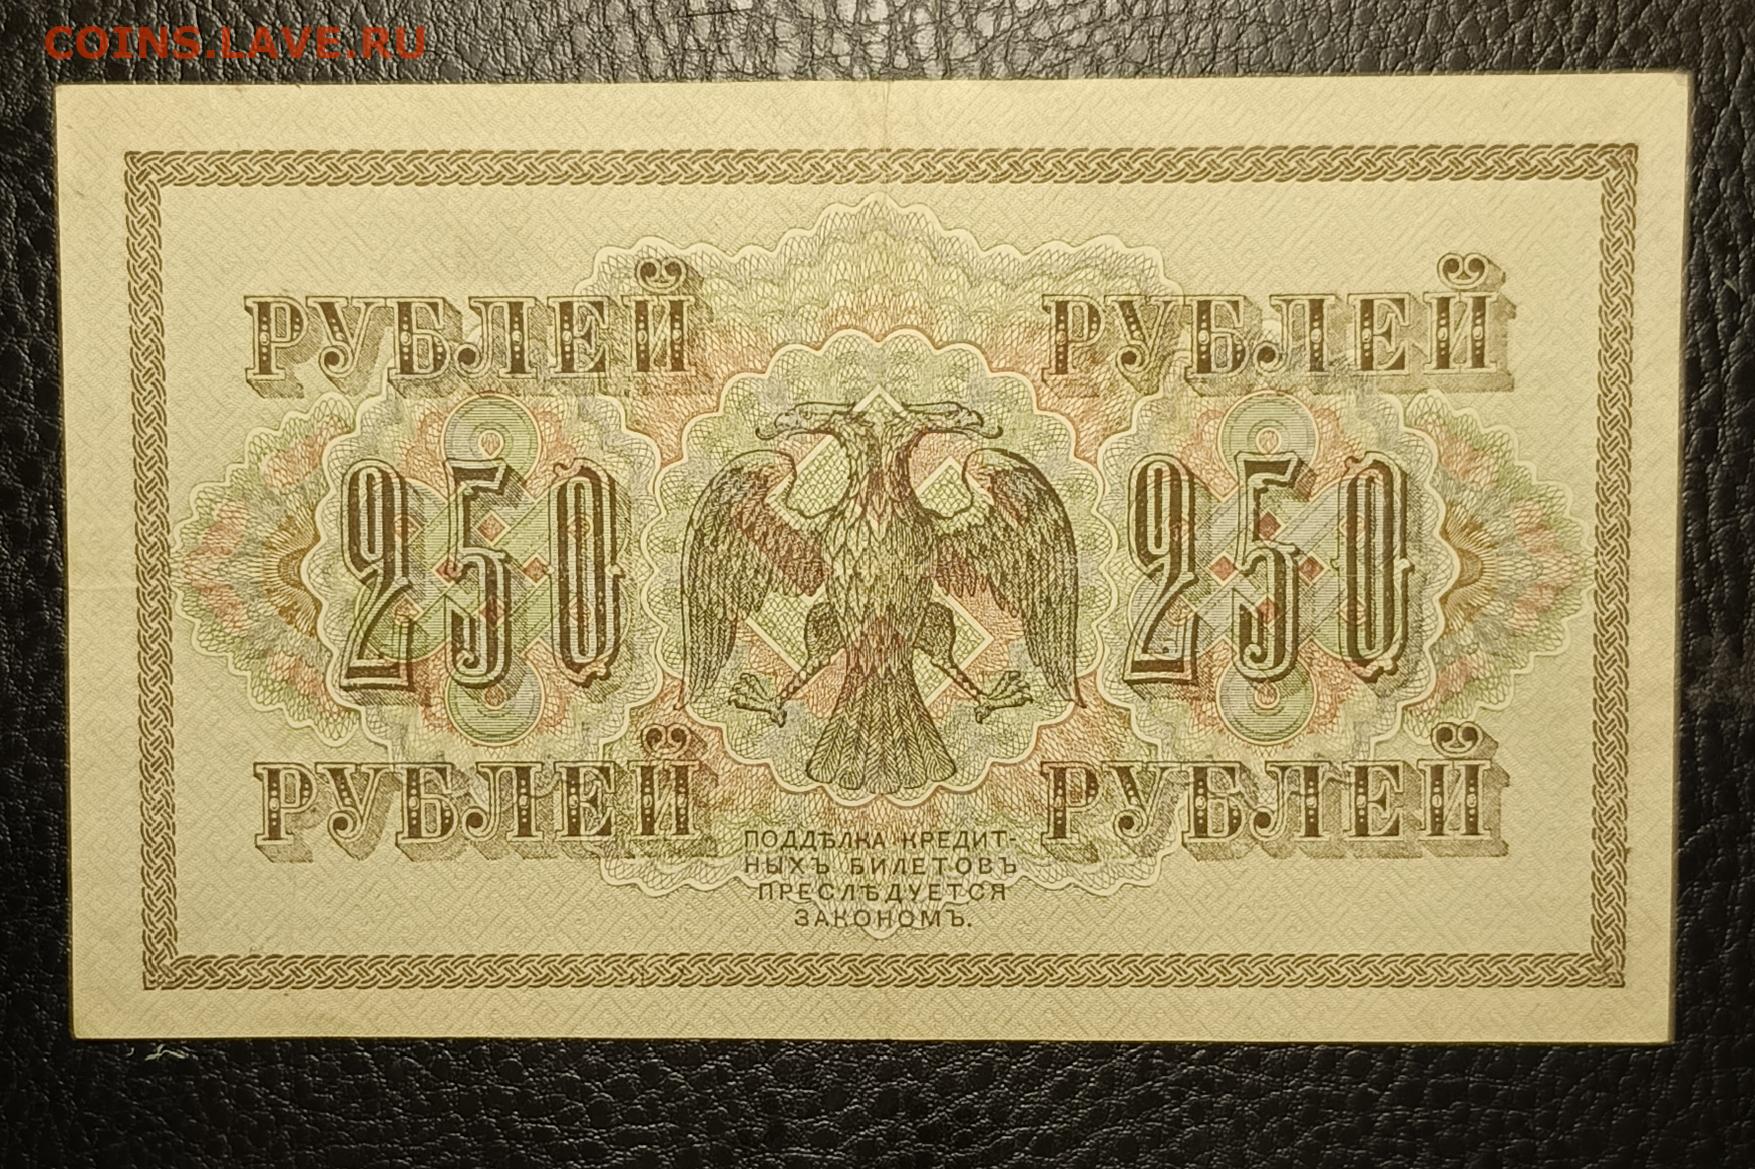 COINS.LAVE.RU
РУБЛЕЙ РУБЛЕЙ
250 250
РУБЛЕЙ РУБЛЕЙ
ПОДДѢЛКА КРЕДИТ-
НЫХЪ БИЛЕТОВЪ
ПРЕСЛѢДУЕТСЯ
ЗАКОНОМЪ.